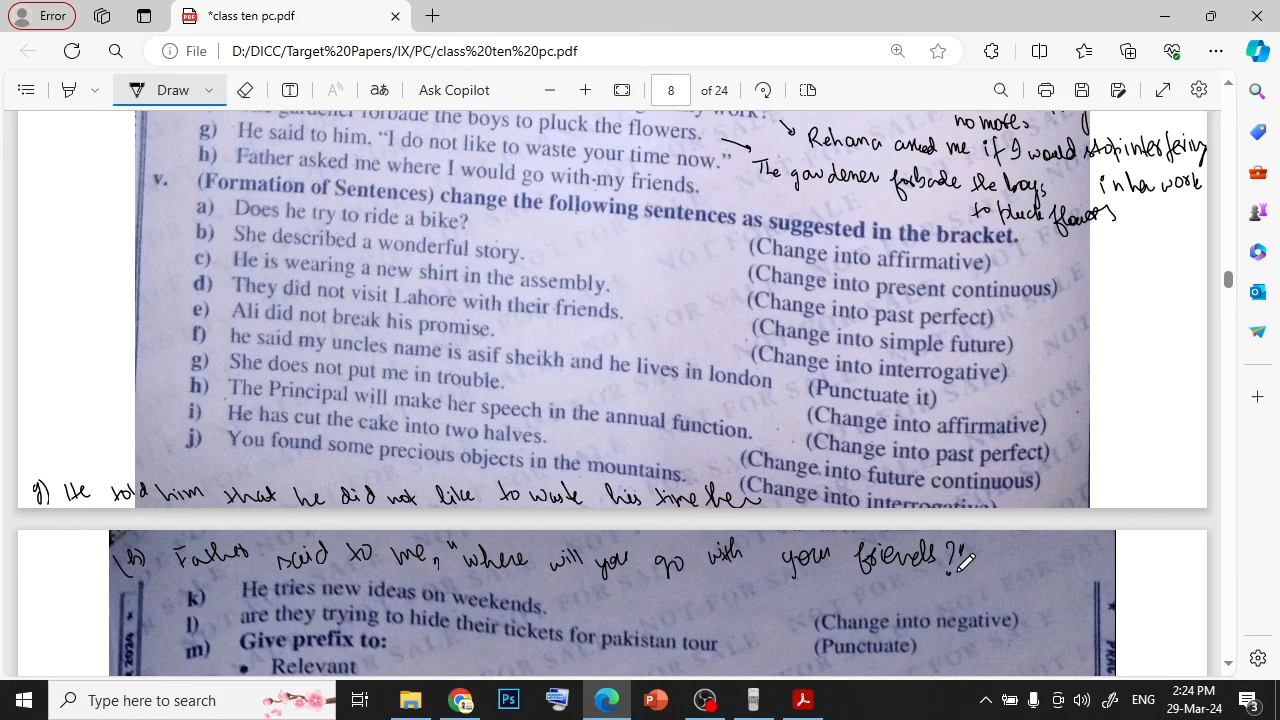 Error
*class ten pc.pdf
File D:/DICC/Target%20Papers/IX/PC/class%20ten%20pc.pdf
Draw
Ask Copilot
8 of 24
forbade the boys to pluck the flowers.
no more.
g) He said to him, “I do not like to waste your time now.”
Rehana asked me if I would stop interfering
in her work
h) Father asked me where I would go with-my friends.
The gardener forbade the boys
to pluck flowers
v. (Formation of Sentences) change the following sentences as suggested in the bracket.
a) Does he try to ride a bike? (Change into affirmative)
b) She described a wonderful story. (Change into present continuous)
c) He is wearing a new shirt in the assembly. (Change into past perfect)
d) They did not visit Lahore with their friends. (Change into simple future)
e) Ali did not break his promise. (Change into interrogative)
f) he said my uncles name is asif sheikh and he lives in london (Punctuate it)
g) She does not put me in trouble. (Change into affirmative)
h) The Principal will make her speech in the annual function. (Change into past perfect)
i) He has cut the cake into two halves. (Change into future continuous)
j) You found some precious objects in the mountains. (Change into interrogative)
g) He told him that he did not like to waste his time then
(h) Father said to me, "where will you go with your friends?"
k) He tries new ideas on weekends. (Change into negative)
l) are they trying to hide their tickets for pakistan tour (Punctuate)
m) Give prefix to:
• Relevant
Type here to search
Ps
ENG
2:24 PM
29-Mar-24
3